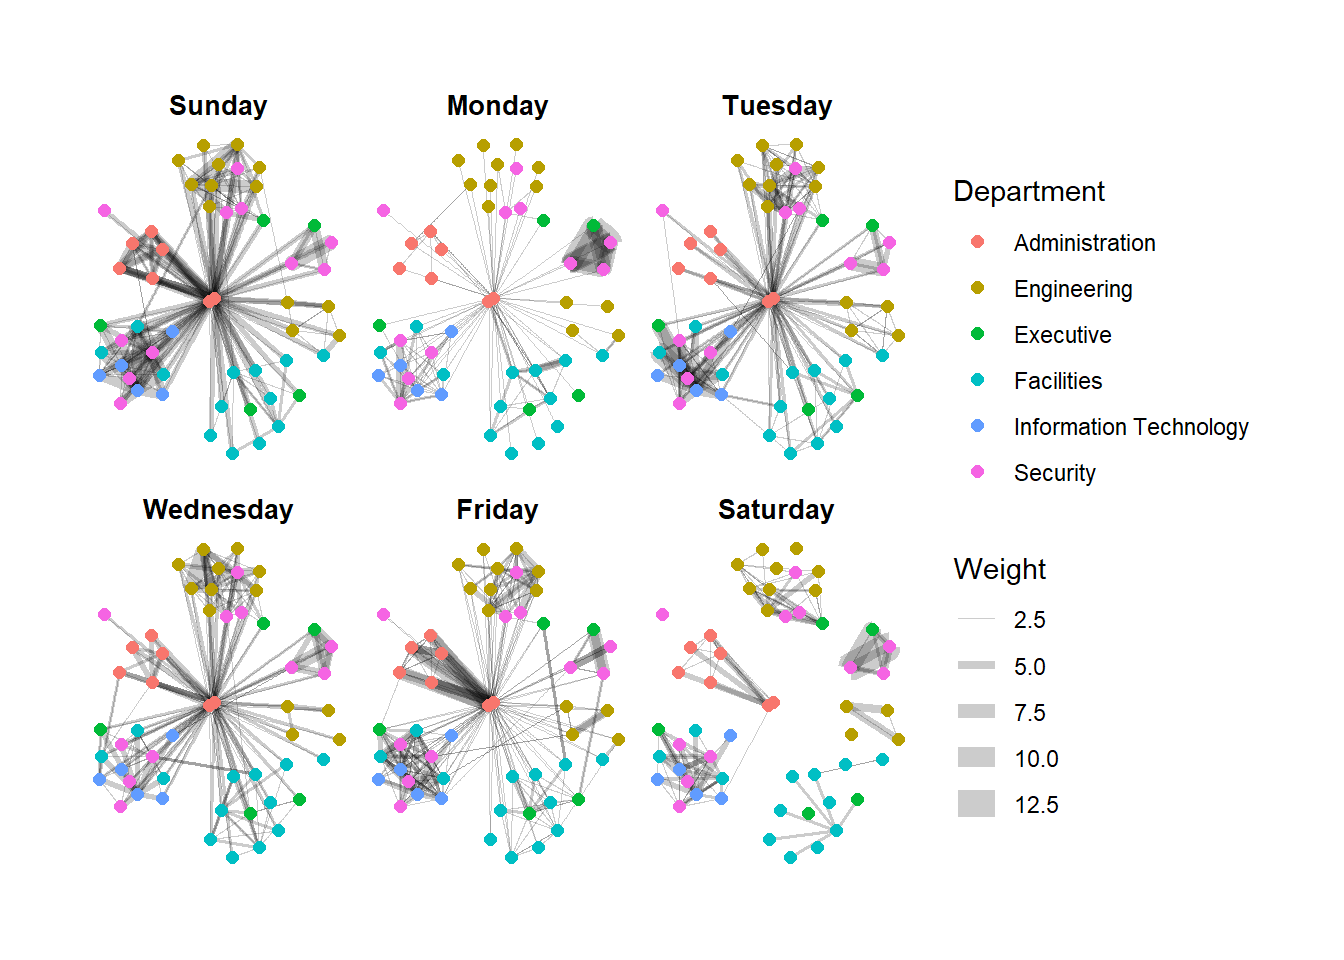 Sunday
Monday
Tuesday
Wednesday
Friday
Saturday
Department
Administration
Engineering
Executive
Facilities
Information Technology
Security
Weight
2.5
5.0
7.5
10.0
12.5